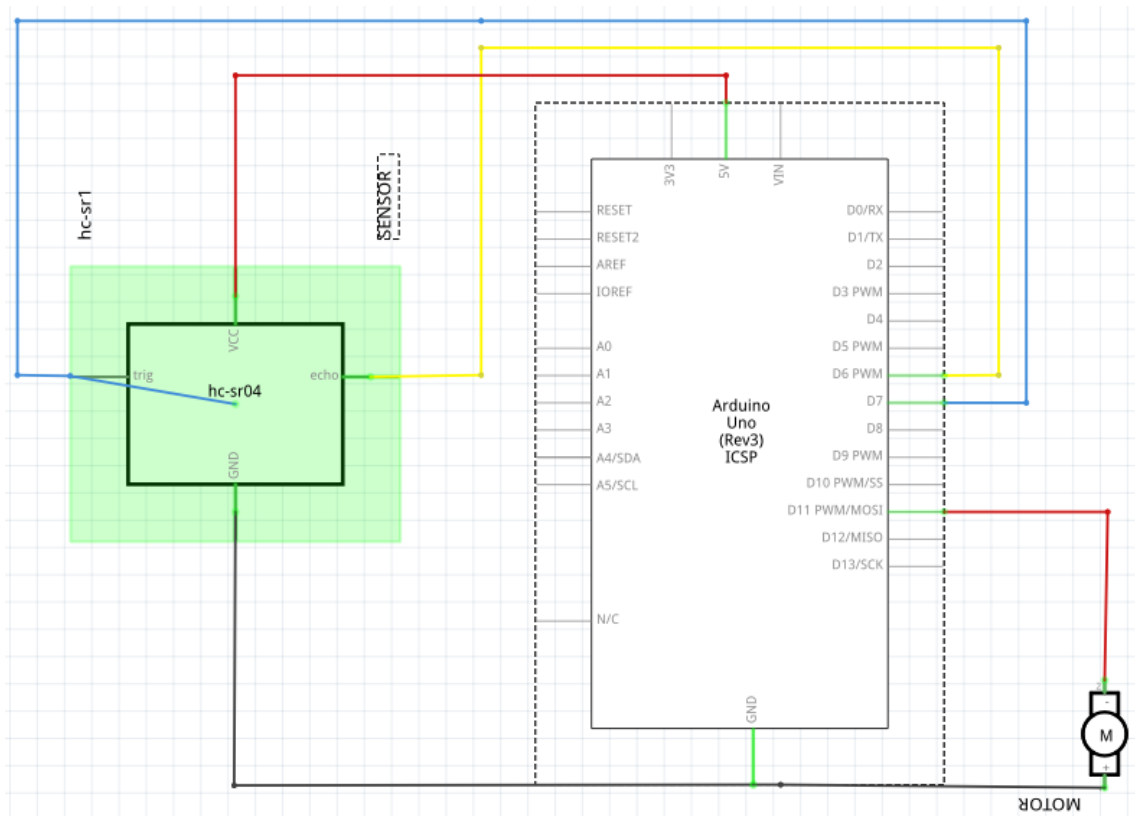 hc-sr1
SENSOR
VCC
trig
echo
hc-sr04
GND
3V3
5V
VIN
RESET
RESET2
AREF
IOREF
A0
A1
A2
A3
A4/SDA
A5/SCL
N/C
D0/RX
D1/TX
D2
D3 PWM
D4
D5 PWM
D6 PWM
D7
D8
D9 PWM
D10 PWM/SS
D11 PWM/MOSI
D12/MISO
D13/SCK
Arduino
Uno
(Rev3)
ICSP
GND
-
M
+
MOTOR